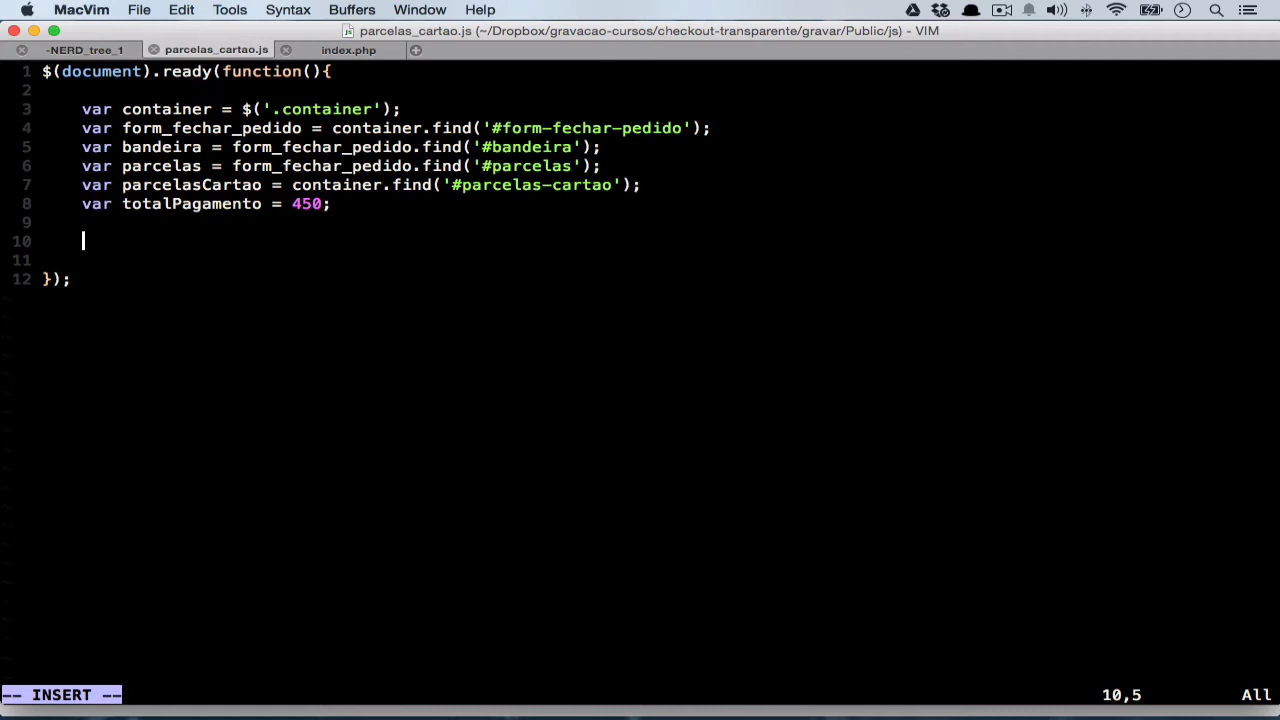 MacVim File Edit Tools Syntax Buffers Window Help
parcelas_cartao.js (~/Dropbox/gravacao-cursos/checkout-transparente/gravar/Public/js) - VIM
-NERD_tree_1 parcelas_cartao.js index.php
1 $(document).ready(function(){
2
3 var container = $('.container');
4 var form_fechar_pedido = container.find('#form-fechar-pedido');
5 var bandeira = form_fechar_pedido.find('#bandeira');
6 var parcelas = form_fechar_pedido.find('#parcelas');
7 var parcelasCartao = container.find('#parcelas-cartao');
8 var totalPagamento = 450;
9
10
11
12 });
-- INSERT -- 10,5 All